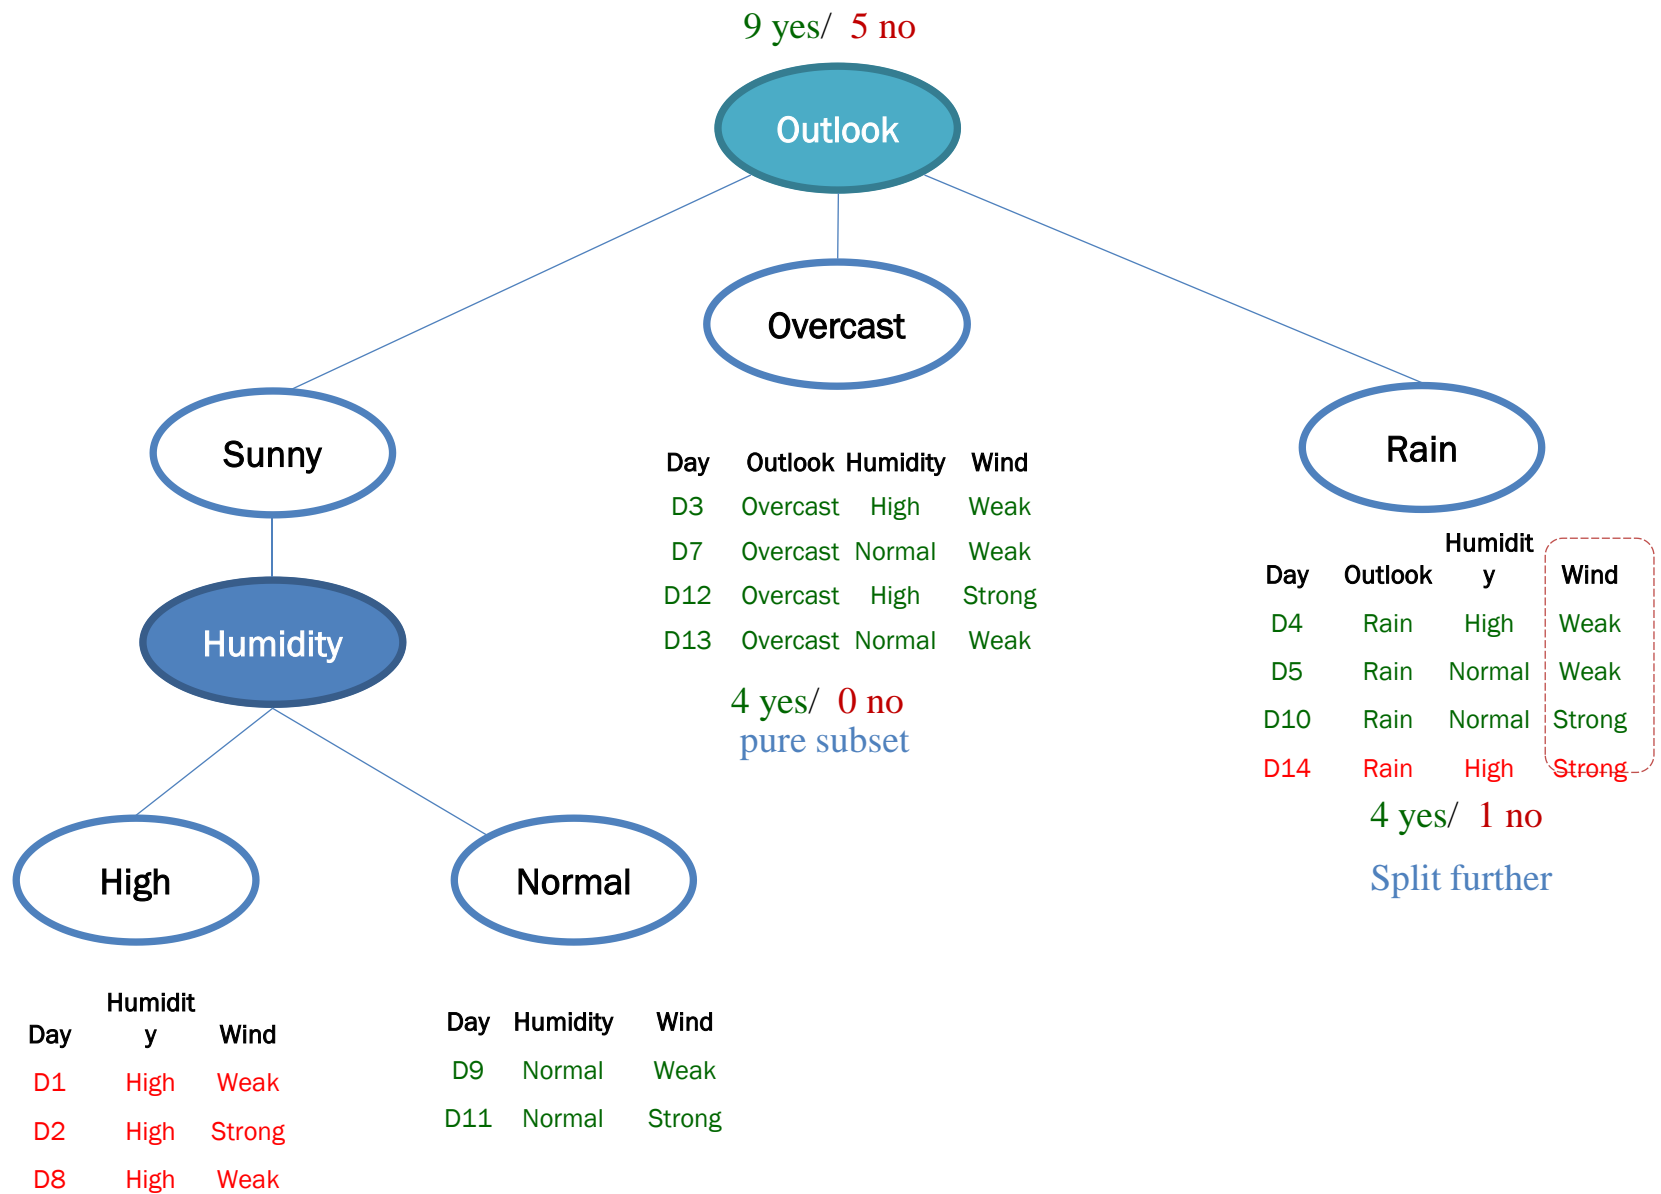 9 yes/ 5 no
Outlook
Overcast
Sunny
Rain
Day Outlook Humidity Wind
D3 Overcast High Weak
D7 Overcast Normal Weak
D12 Overcast High Strong
D13 Overcast Normal Weak
4 yes/ 0 no
pure subset
Humidit
Day Outlook y Wind
D4 Rain High Weak
D5 Rain Normal Weak
D10 Rain Normal Strong
D14 Rain High Strong
4 yes/ 1 no
Split further
Humidity
High
Normal
Humidit
Day y Wind
D1 High Weak
D2 High Strong
D8 High Weak
Day Humidity Wind
D9 Normal Weak
D11 Normal Strong